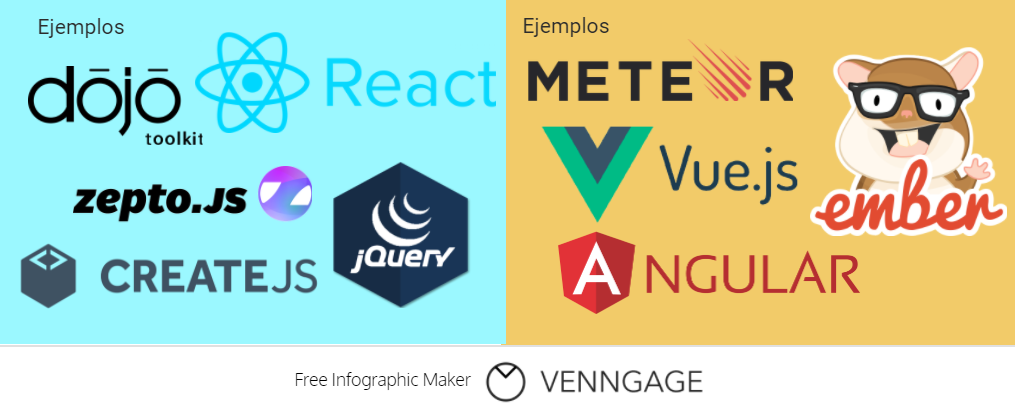 Ejemplos
dōjō
toolkit
React
zepto.JS
jQuery
CREATEJS
Ejemplos
METEOR
Vue.js
ember
ANGULAR
Free Infographic Maker VENNGAGE